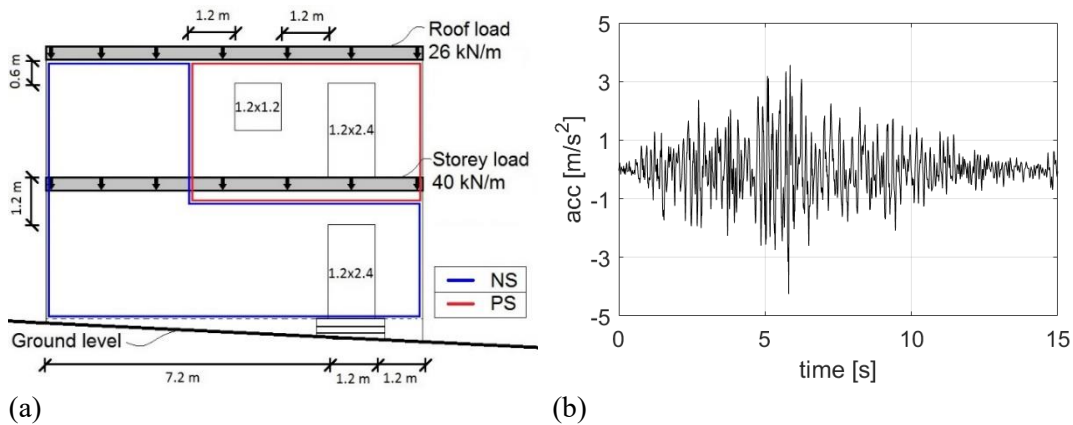 1.2 m
1.2 m
Roof load
26 kN/m
0.6 m
1.2x1.2
1.2x2.4
Storey load
40 kN/m
1.2 m
1.2x2.4
NS
PS
Ground level
7.2 m
1.2 m
1.2 m
(a)
acc [m/s²]
5
3
1
-1
-3
-5
0
5
10
15
time [s]
(b)